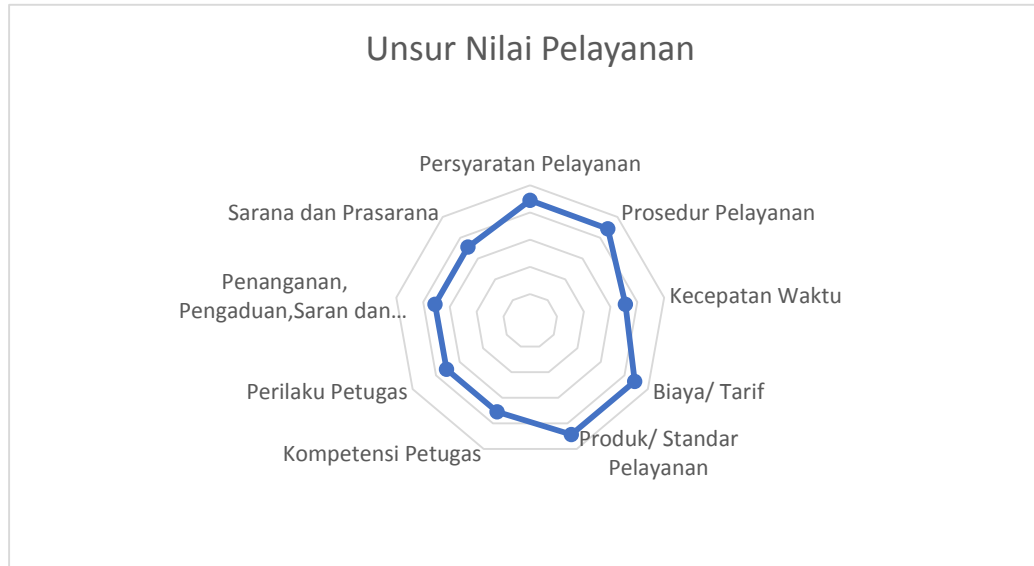 Unsur Nilai Pelayanan
Persyaratan Pelayanan
Prosedur Pelayanan
Kecepatan Waktu
Biaya/ Tarif
Produk/ Standar
Pelayanan
Kompetensi Petugas
Perilaku Petugas
Penanganan,
Pengaduan,Saran dan…
Sarana dan Prasarana